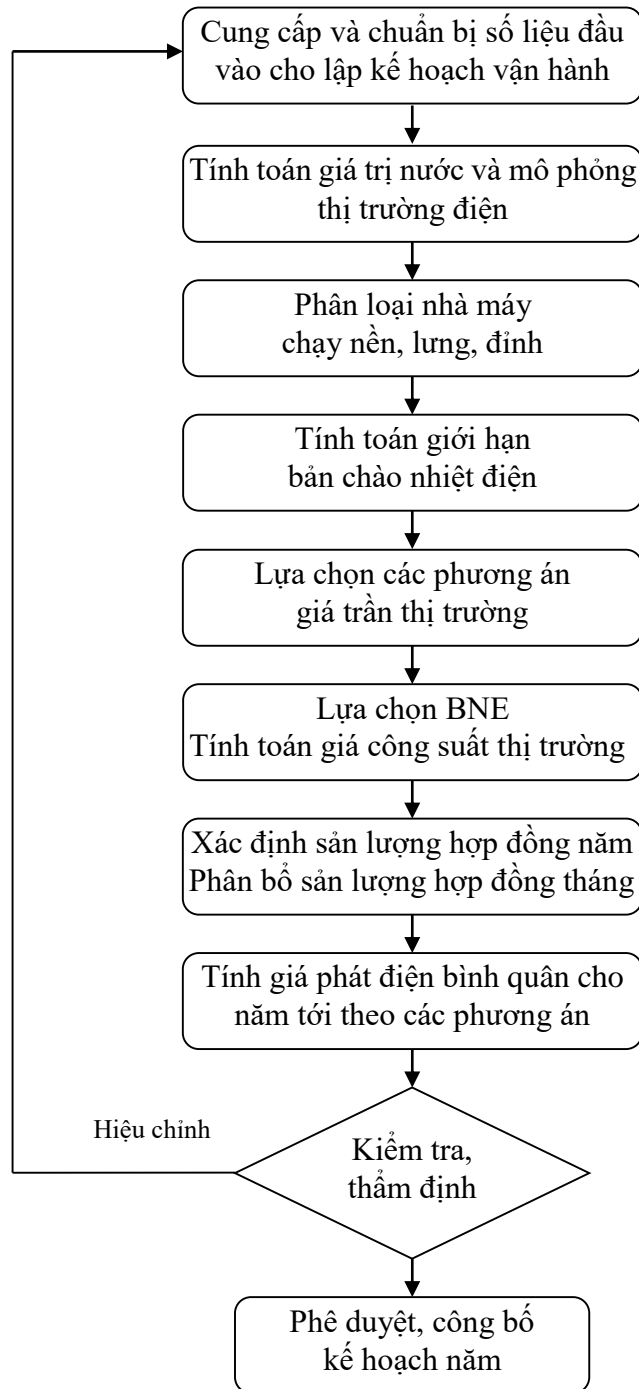 Cung cấp và chuẩn bị số liệu đầu
vào cho lập kế hoạch vận hành
Tính toán giá trị nước và mô phỏng
thị trường điện
Phân loại nhà máy
chạy nền, lưng, đỉnh
Tính toán giới hạn
bản chào nhiệt điện
Lựa chọn các phương án
giá trần thị trường
Lựa chọn BNE
Tính toán giá công suất thị trường
Xác định sản lượng hợp đồng năm
Phân bổ sản lượng hợp đồng tháng
Tính giá phát điện bình quân cho
năm tới theo các phương án
Hiệu chỉnh
Kiểm tra,
thẩm định
Phê duyệt, công bố
kế hoạch năm